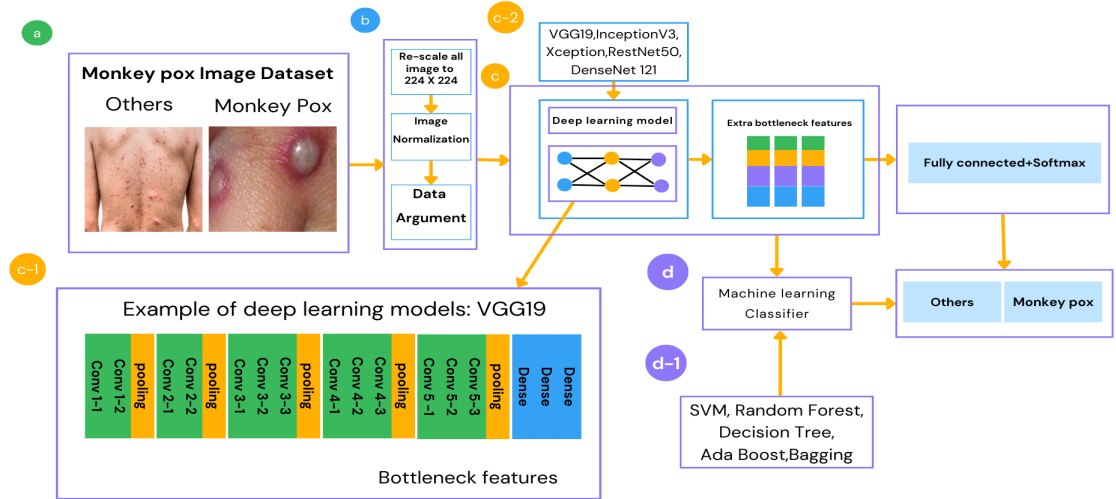 a
Monkey pox Image Dataset
Others
Monkey Pox
b
Re-scale all
image to
224 X 224
Image
Normalization
Data
Argument
c-2
VGG19,InceptionV3,
Xception,RestNet50,
DenseNet 121
c
Deep learning model
Extra bottleneck features
Fully connected+Softmax
c-1
Example of deep learning models: VGG19
Conv 1-1
Conv 1-2
pooling
Conv 2-1
Conv 2-2
pooling
Conv 3-1
Conv 3-2
Conv 3-3
pooling
Conv 4-1
Conv 4-2
Conv 4-3
pooling
Conv 5 -1
Conv 5-2
Conv 5-3
pooling
Dense
Dense
Dense
Bottleneck features
d
Machine learning
Classifier
Others
Monkey pox
d-1
SVM, Random Forest,
Decision Tree,
Ada Boost,Bagging